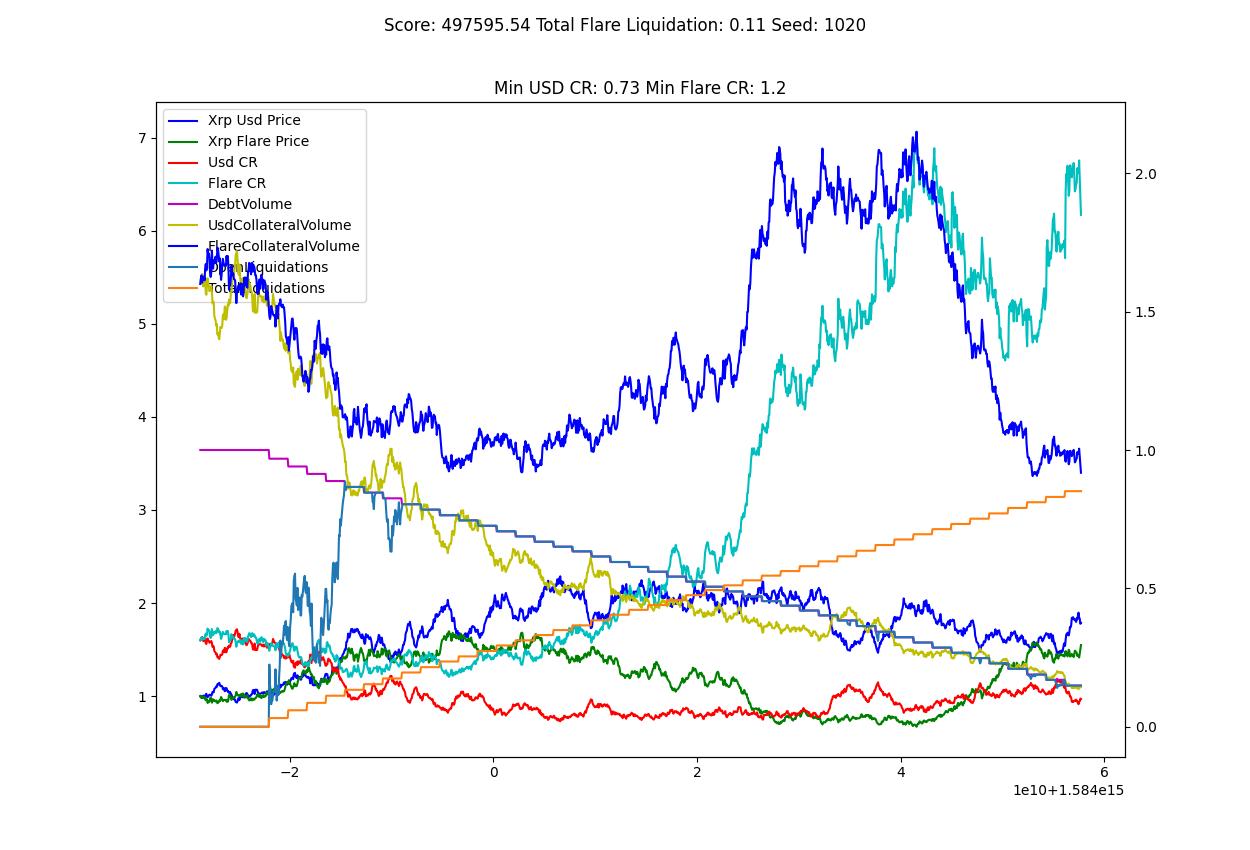 Score: 497595.54 Total Flare Liquidation: 0.11 Seed: 1020
Min USD CR: 0.73 Min Flare CR: 1.2
Xrp Usd Price
Xrp Flare Price
Usd CR
Flare CR
DebtVolume
UsdCollateralVolume
FlareCollateralVolume
OpenLiquidations
TotalLiquidations
7
6
5
4
3
2
1
2.0
1.5
1.0
0.5
0.0
−2
0
2
4
6
1e10+1.584e15